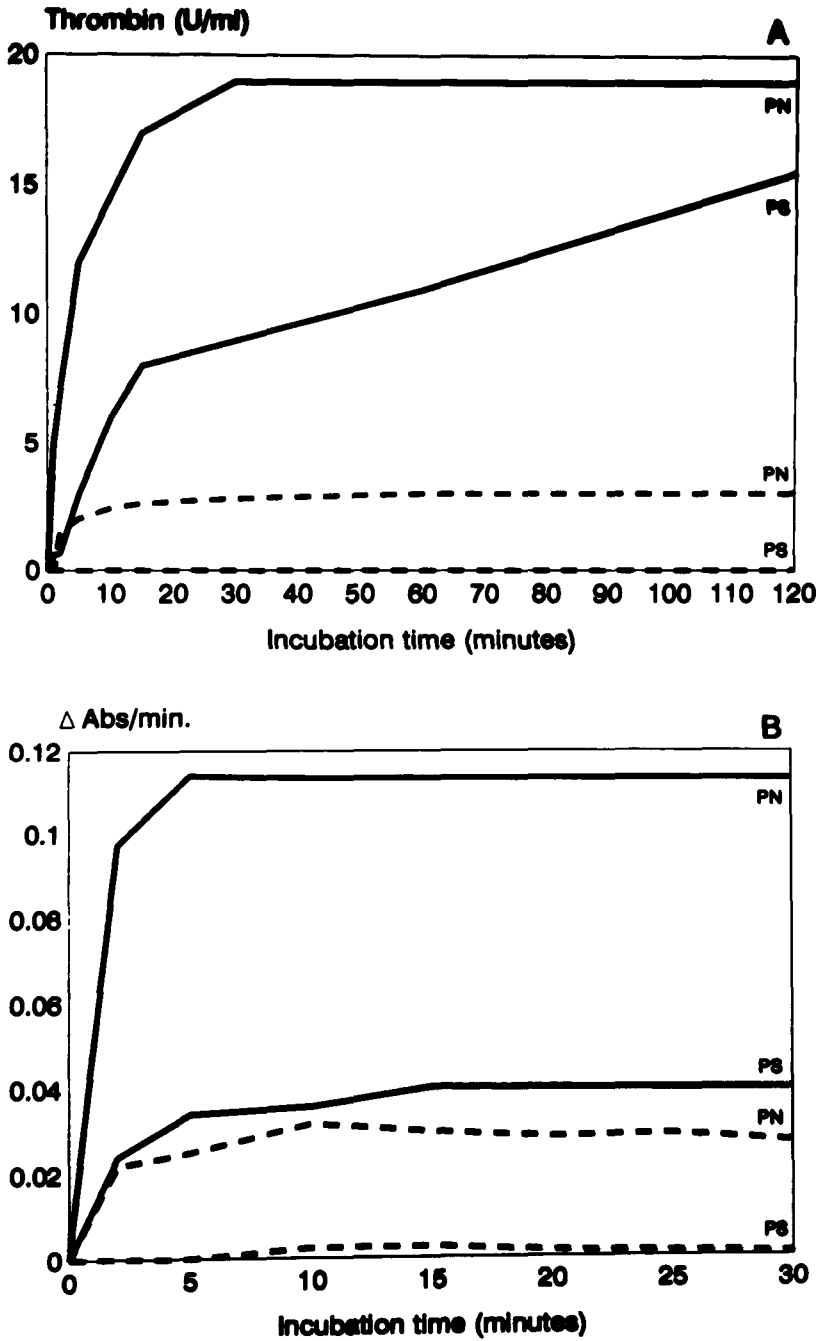 Thrombin (U/ml)
A
20
PN
15
PS
10
5
PN
PS
0
0 10 20 30 40 50 60 70 80 90 100 110 120
Incubation time (minutes)
△ Abs/min.
B
0.12
PN
0.1
0.08
0.06
PS
0.04
PN
0.02
PS
0
0 5 10 15 20 25 30
Incubation time (minutes)